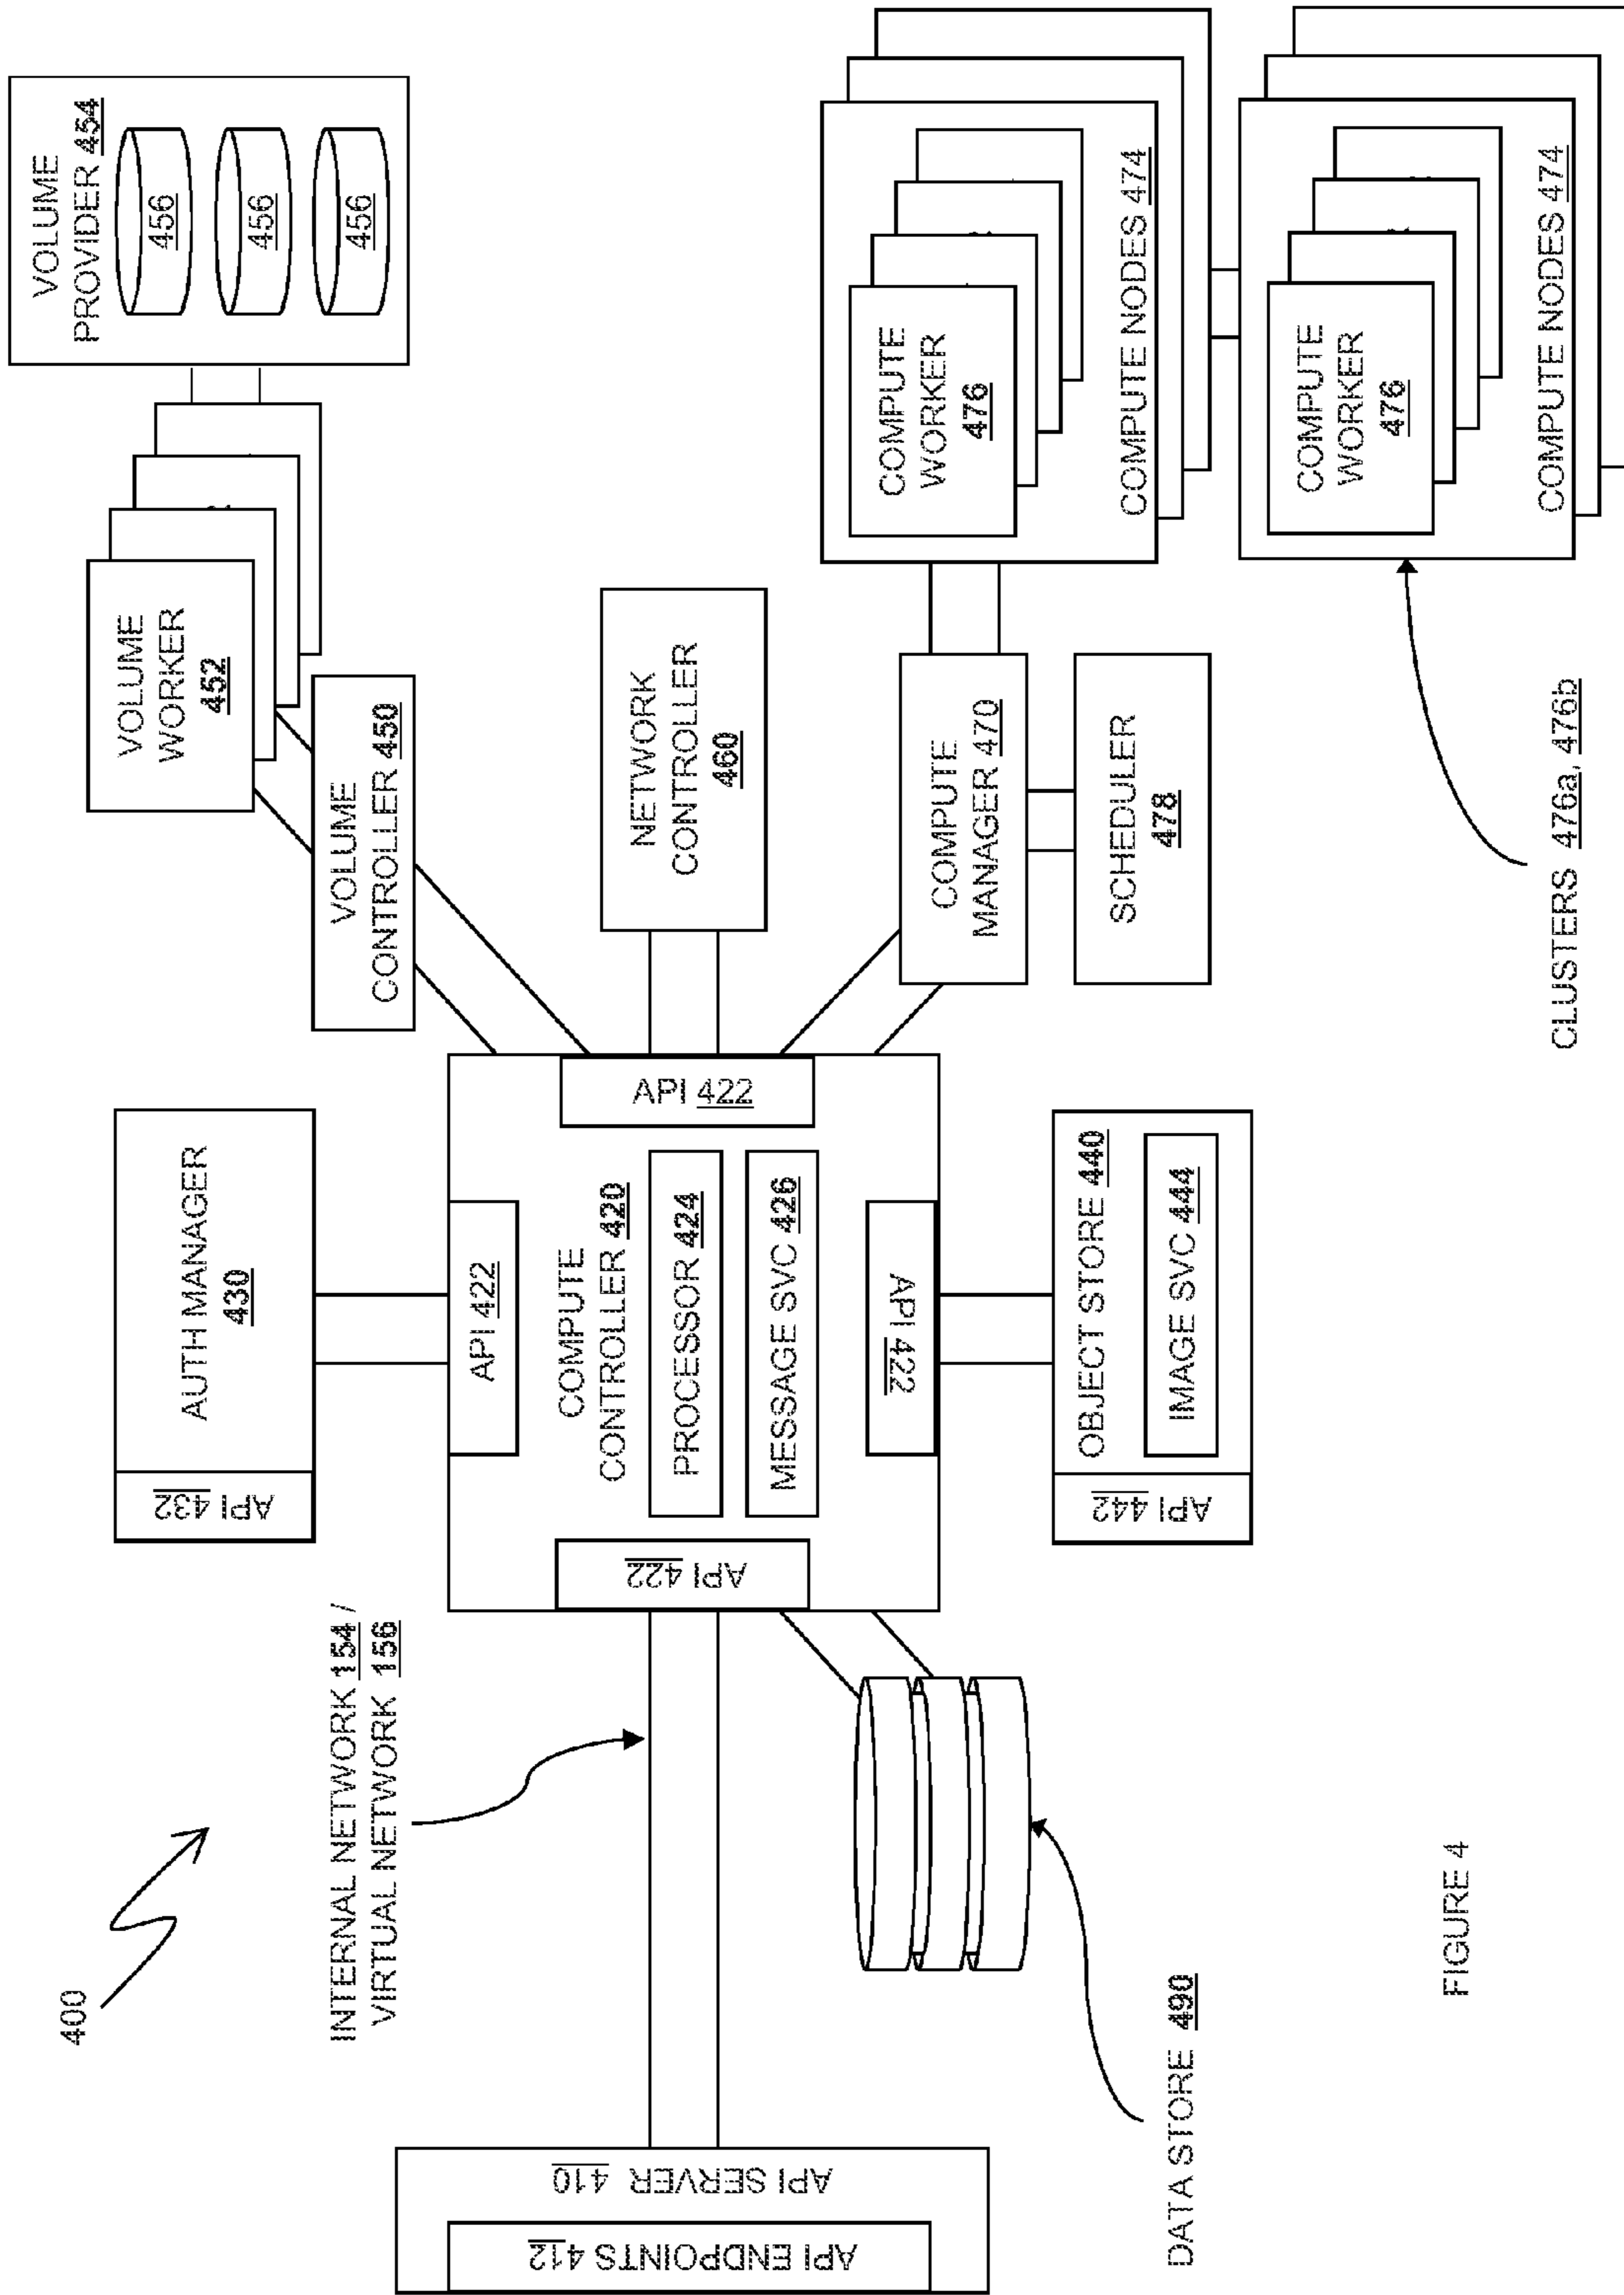 400
INTERNAL NETWORK 154 /
VIRTUAL NETWORK 156
API SERVER 410
API ENDPOINTS 412
DATA STORE 490
API 432
AUTH MANAGER
430
API 422
API 422
COMPUTE
CONTROLLER 420
PROCESSOR 424
MESSAGE SVC 426
API 422
API 422
API 442
OBJECT STORE 440
IMAGE SVC 444
VOLUME
CONTROLLER 450
VOLUME
WORKER
452
VOLUME
PROVIDER 454
456
456
456
NETWORK
CONTROLLER
460
COMPUTE
MANAGER 470
SCHEDULER
478
COMPUTE
WORKER
476
COMPUTE NODES 474
COMPUTE
WORKER
476
COMPUTE NODES 474
CLUSTERS 476a, 476b
FIGURE 4